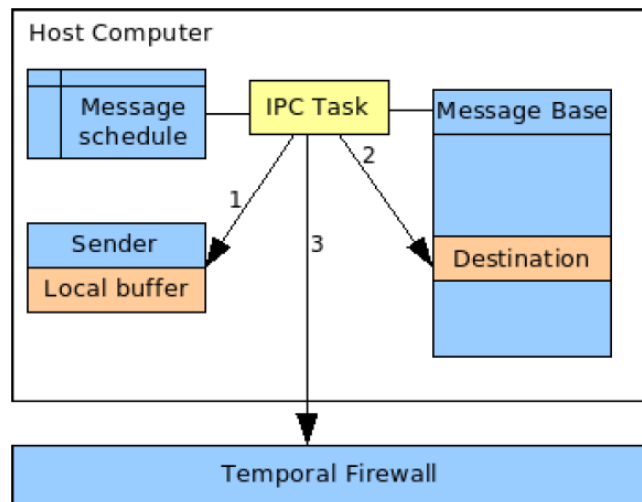 Host Computer
Message
schedule
IPC Task
Message Base
1
2
3
Sender
Local buffer
Destination
Temporal Firewall